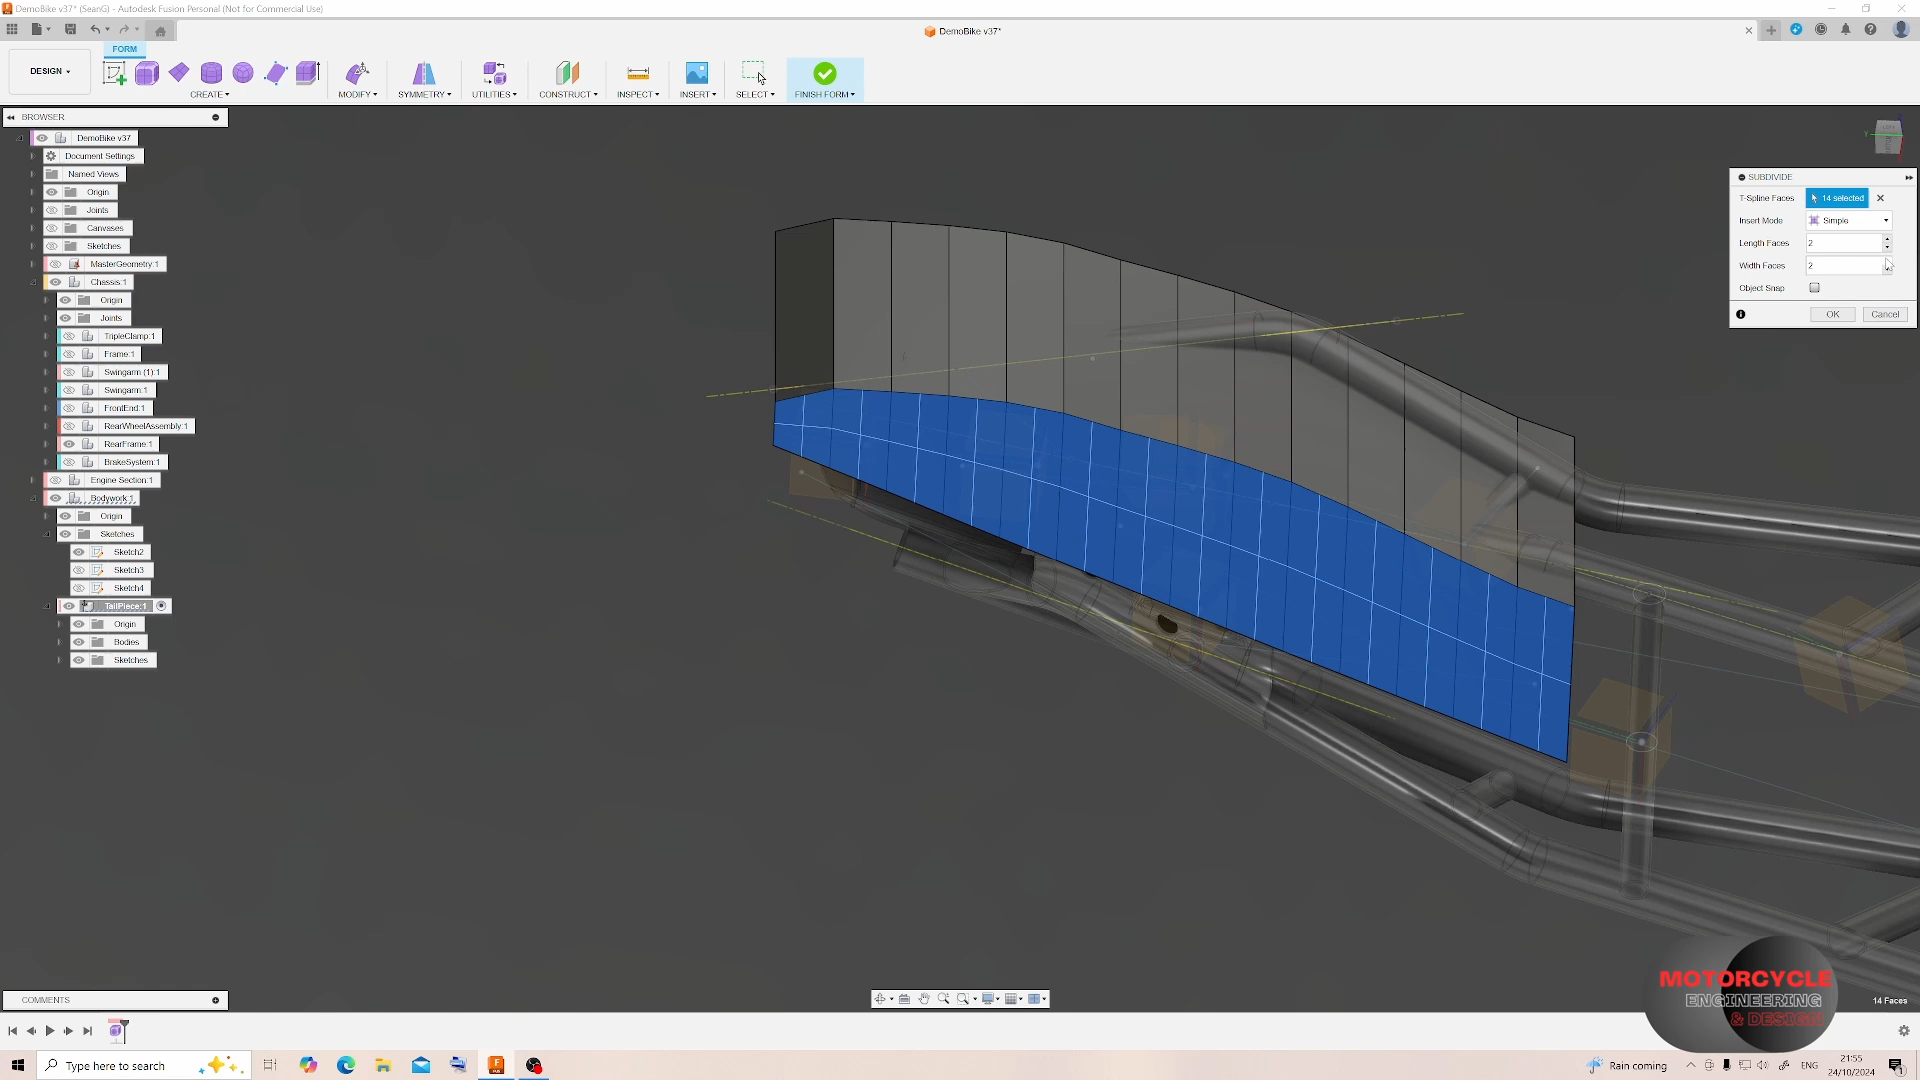 DemoBike v37* (SeanG) - Autodesk Fusion Personal (Not for Commercial Use)
DemoBike v37*
FORM
DESIGN
CREATE
MODIFY
SYMMETRY
UTILITIES
CONSTRUCT
INSPECT
INSERT
SELECT
FINISH FORM
BROWSER
DemoBike v37
Document Settings
Named Views
Origin
Joints
Canvases
Sketches
MasterGeometry:1
Chassis:1
Origin
Joints
TripleClamp:1
Frame:1
Swingarm (1):1
Swingarm:1
FrontEnd:1
RearWheelAssembly:1
RearFrame:1
BrakeSystem:1
Engine Section:1
Bodywork:1
Origin
Sketches
Sketch2
Sketch3
Sketch4
TailPiece:1
Origin
Bodies
Sketches
SUBDIVIDE
T-Spline Faces 14 selected
Insert Mode Simple
Length Faces 2
Width Faces 2
Object Snap
OK Cancel
COMMENTS
14 Faces
MOTORCYCLE
ENGINEERING
& DESIGN
Type here to search
Rain coming
ENG
21:55
24/10/2024